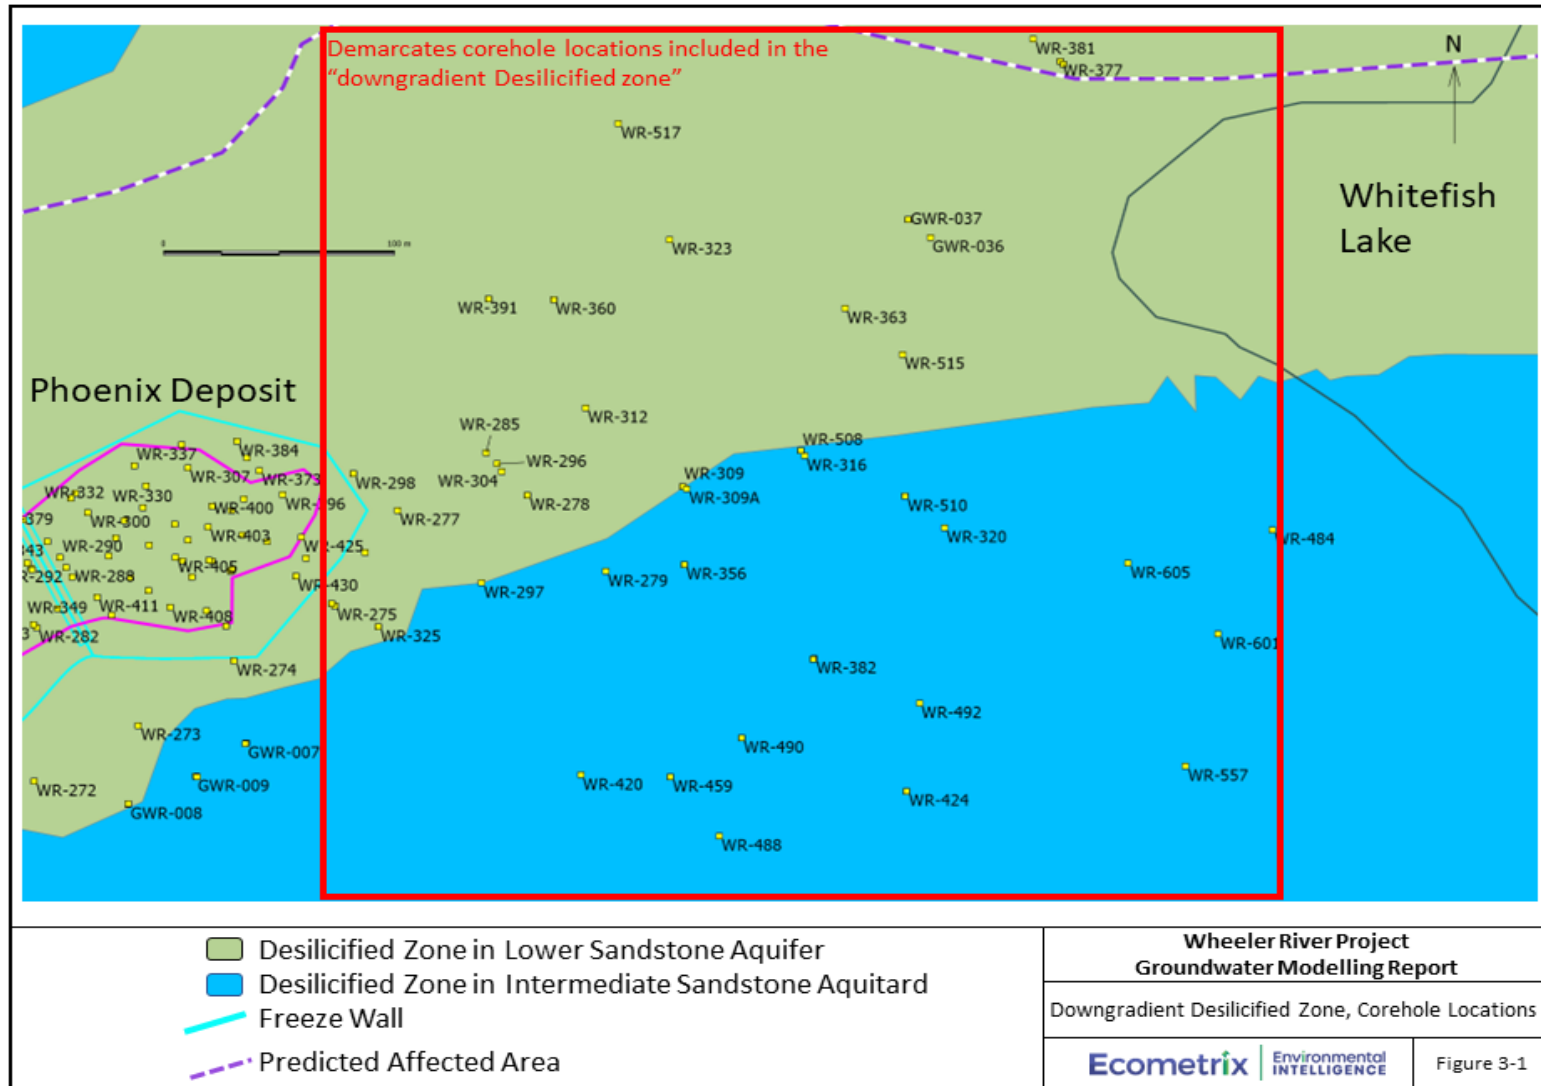 Demarcates corehole locations included in the
“downgradient Desilicified zone”
WR-381
N
WR-377
WR-517
Whitefish
Lake
GWR-037
GWR-036
WR-323
0
100 m
WR-391
WR-360
WR-363
WR-515
Phoenix Deposit
WR-312
WR-285
WR-508
WR-337
WR-384
WR-296
WR-316
WR-307
WR-373
WR-298
WR-304
WR-309
WR-309A
WR-332
WR-330
WR-278
WR-400
WR-396
WR-510
WR-277
379
WR-300
WR-403
WR-320
WR-484
WR-425
43
WR-290
WR-405
WR-292
WR-288
WR-430
WR-297
WR-279
WR-356
WR-605
WR-349
WR-411
WR-408
WR-275
3
WR-282
WR-325
WR-601
WR-274
WR-382
WR-492
WR-273
GWR-007
WR-490
WR-272
GWR-009
WR-420
WR-459
WR-557
GWR-008
WR-424
WR-488
Desilicified Zone in Lower Sandstone Aquifer
Desilicified Zone in Intermediate Sandstone Aquitard
Freeze Wall
Predicted Affected Area
Wheeler River Project
Groundwater Modelling Report
Downgradient Desilicified Zone, Corehole Locations
Ecometrix
Environmental
INTELLIGENCE
Figure 3-1